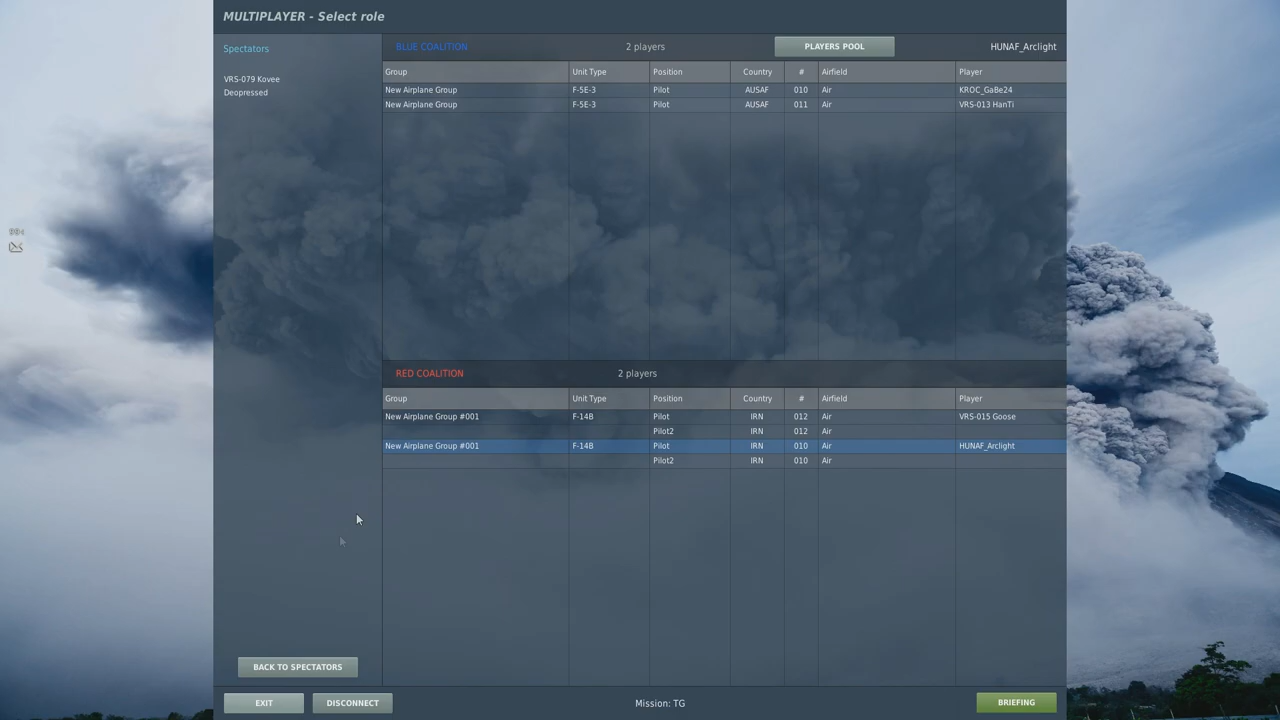 MULTIPLAYER - Select role
Spectators
VRS-079 Kovee
Deopressed
BLUE COALITION 2 players PLAYERS POOL HUNAF_Arclight
Group Unit Type Position Country # Airfield Player
New Airplane Group F-5E-3 Pilot AUSAF 010 Air KROC_GaBe24
New Airplane Group F-5E-3 Pilot AUSAF 011 Air VRS-013 HanTi
RED COALITION 2 players
Group Unit Type Position Country # Airfield Player
New Airplane Group #001 F-14B Pilot IRN 012 Air VRS-015 Goose
Pilot2 IRN 012 Air
New Airplane Group #001 F-14B Pilot IRN 010 Air HUNAF_Arclight
Pilot2 IRN 010 Air
BACK TO SPECTATORS
EXIT DISCONNECT Mission: TG BRIEFING